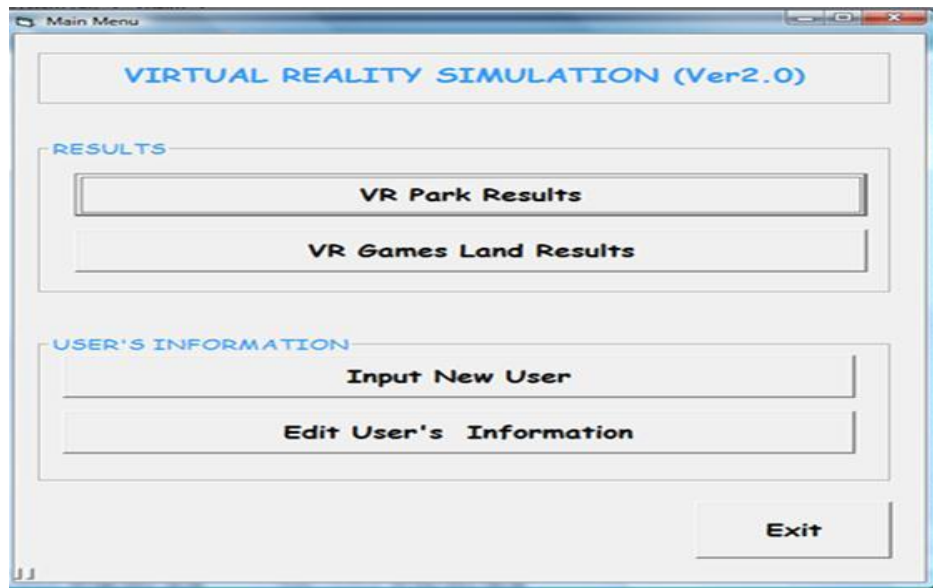 Main Menu
VIRTUAL REALITY SIMULATION (Ver2.0)
RESULTS
VR Park Results
VR Games Land Results
USER'S INFORMATION
Input New User
Edit User's Information
Exit